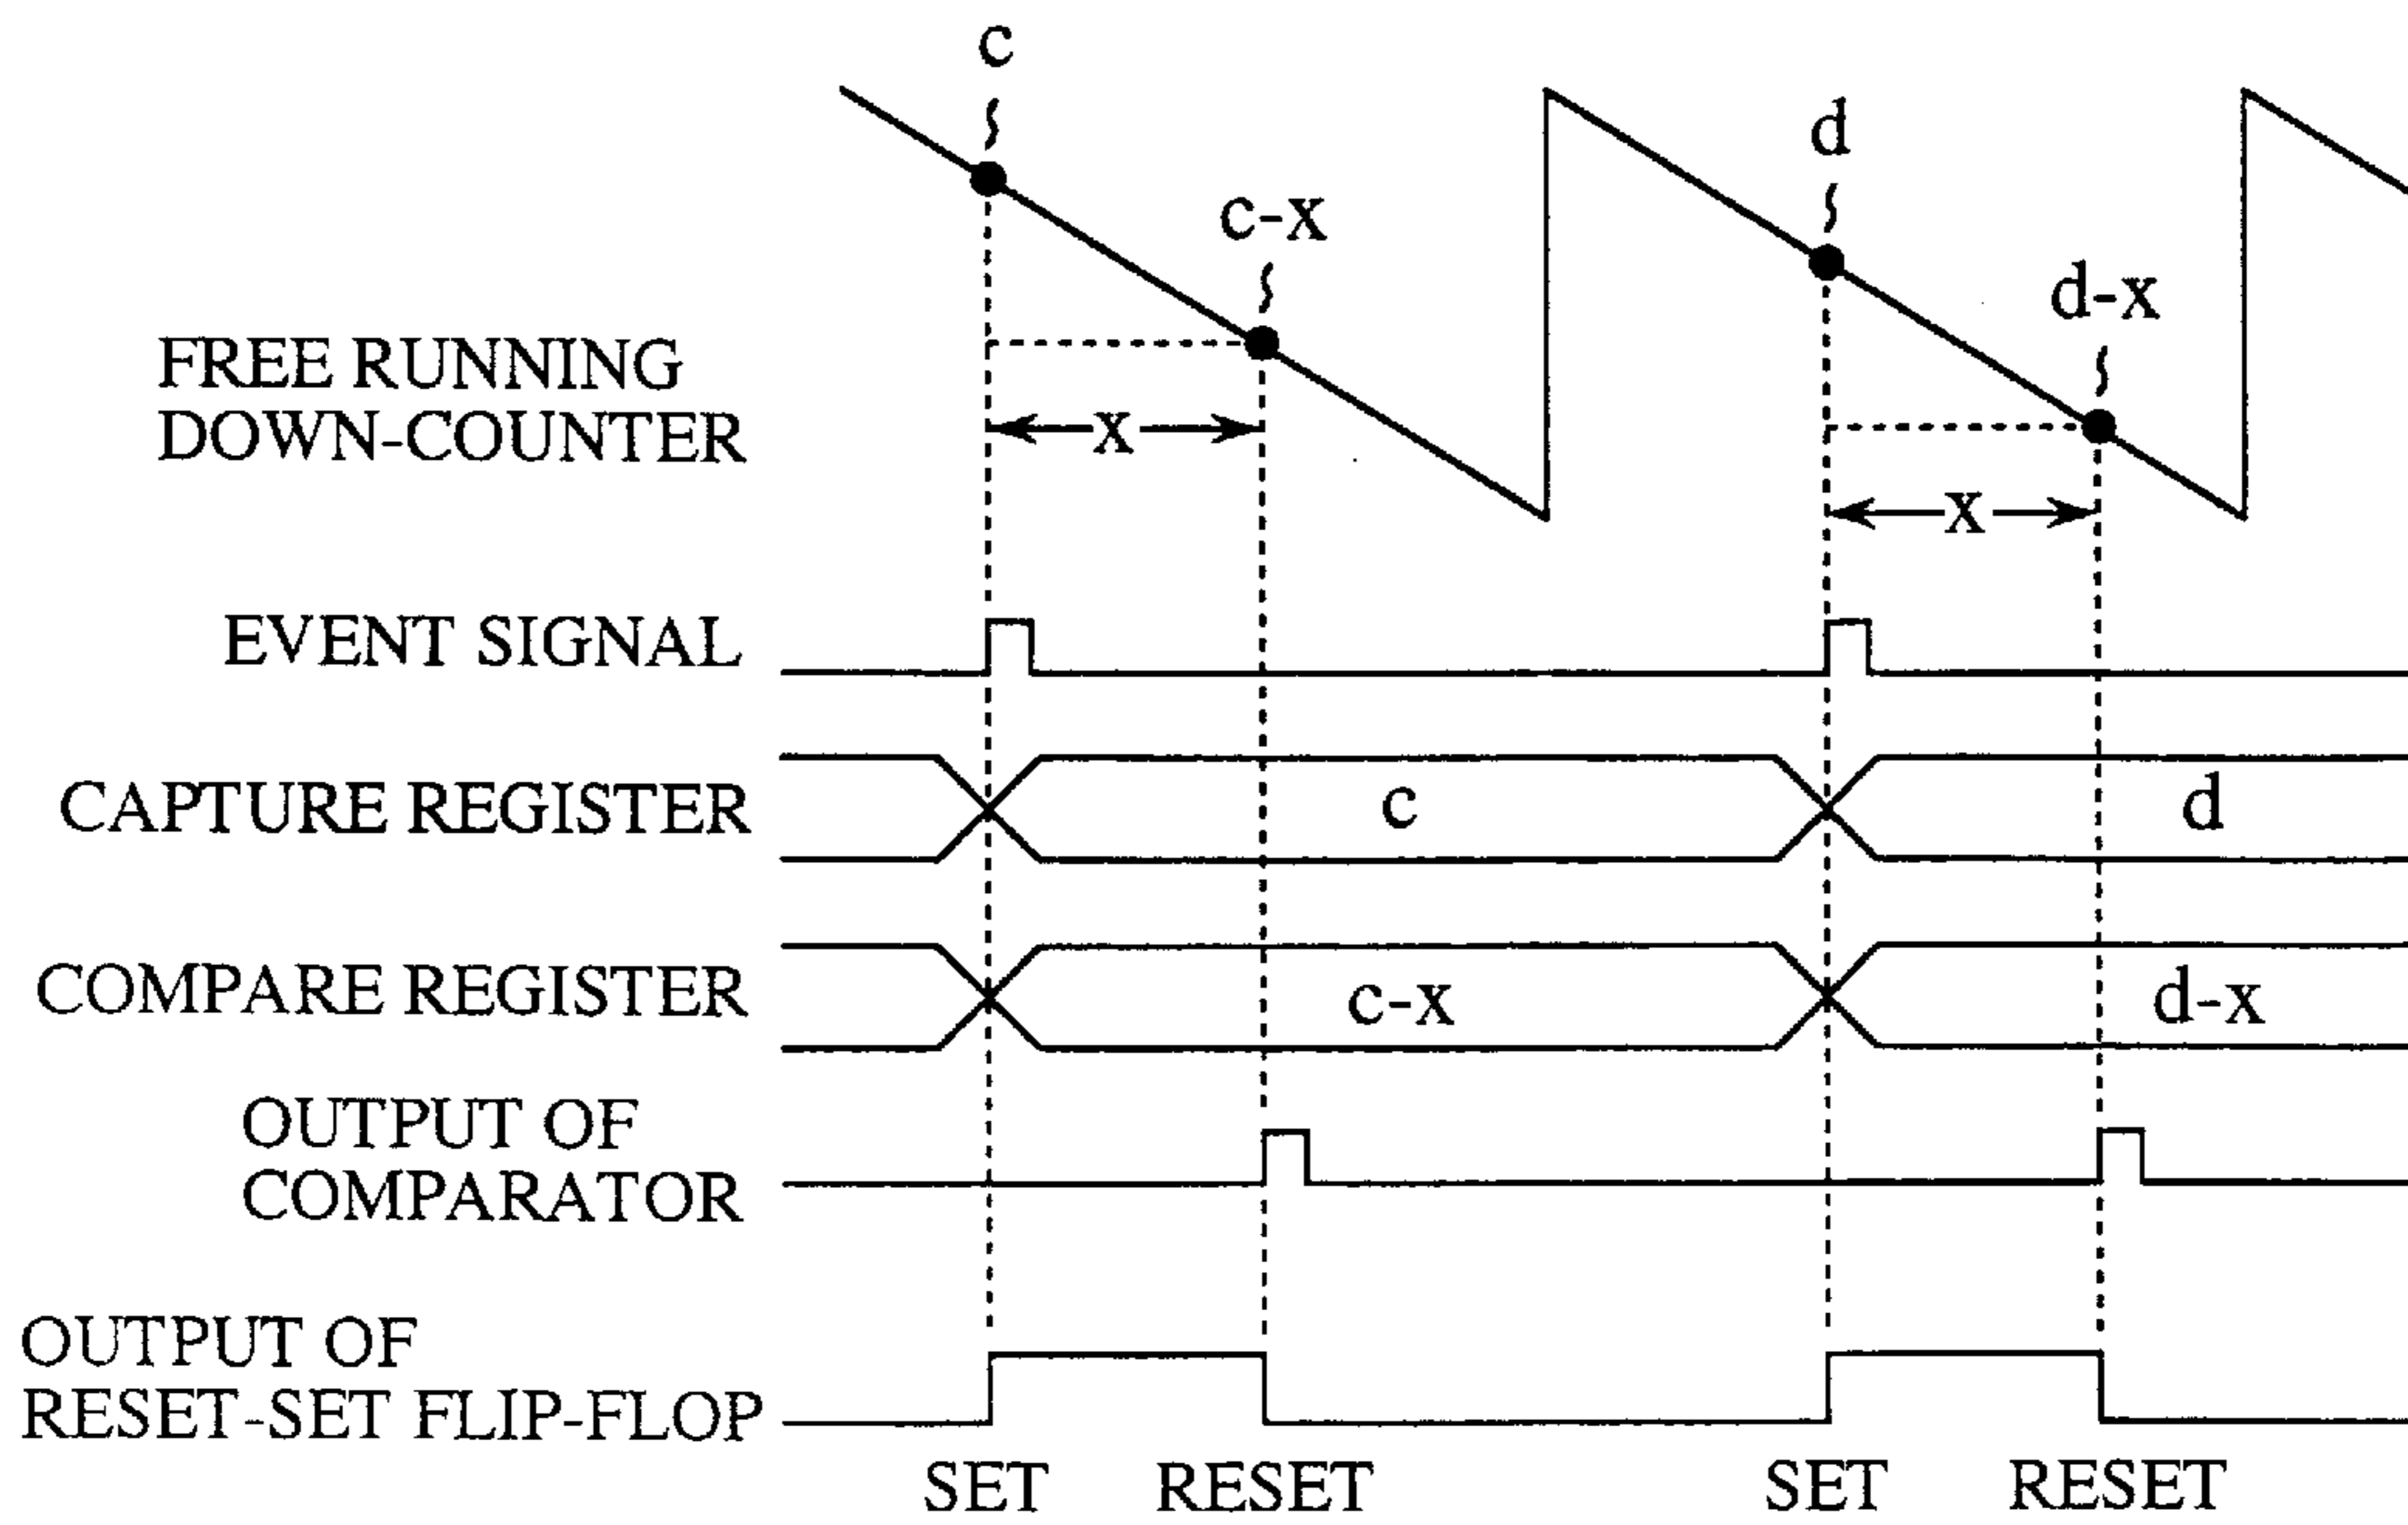 c
d
c-x
d-x
FREE RUNNING
DOWN-COUNTER
x
x
EVENT SIGNAL
CAPTURE REGISTER
c
d
COMPARE REGISTER
c-x
d-x
OUTPUT OF
COMPARATOR
OUTPUT OF
RESET-SET FLIP-FLOP
SET
RESET
SET
RESET